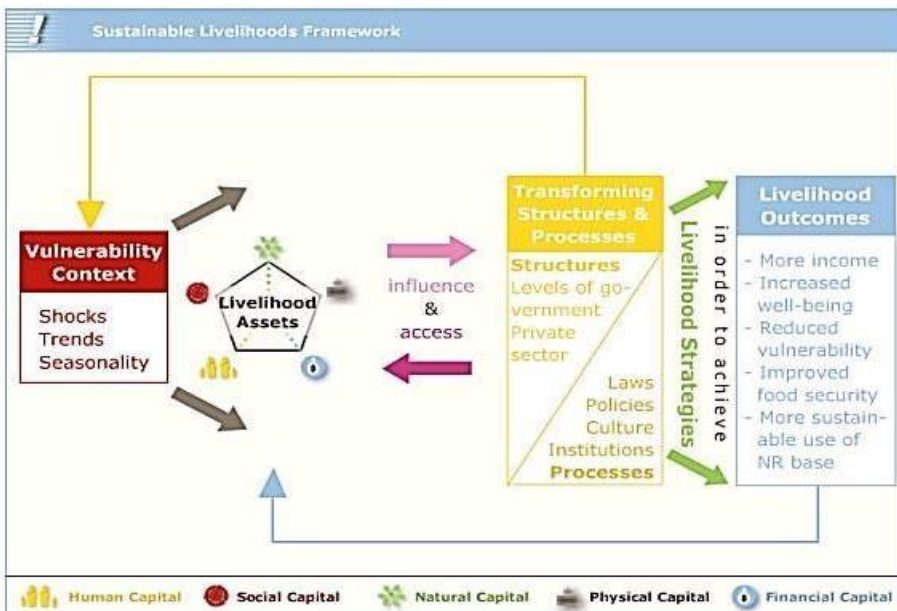 !
Sustainable Livelihoods Framework
Vulnerability
Context
Shocks
Trends
Seasonality
Livelihood
Assets
influence
&
access
Transforming
Structures &
Processes
Structures
Levels of go-
vernment
Private
sector
Laws
Policies
Culture
Institutions
Processes
Livelihood Strategies
in order to achieve
Livelihood
Outcomes
- More income
- Increased
well-being
- Reduced
vulnerability
- Improved
food security
- More sustain-
able use of
NR base
Human Capital
Social Capital
Natural Capital
Physical Capital
Financial Capital